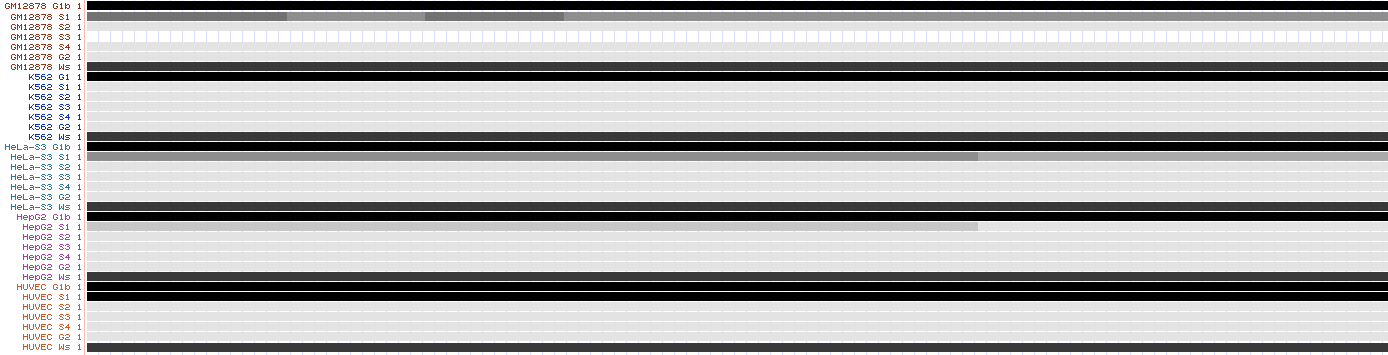 GM12878 G1b 1
GM12878 S1 1
GM12878 S2 1
GM12878 S3 1
GM12878 S4 1
GM12878 G2 1
GM12878 Ws 1
K562 G1 1
K562 S1 1
K562 S2 1
K562 S3 1
K562 S4 1
K562 G2 1
K562 Ws 1
HeLa-S3 G1b 1
HeLa-S3 S1 1
HeLa-S3 S2 1
HeLa-S3 S3 1
HeLa-S3 S4 1
HeLa-S3 G2 1
HeLa-S3 Ws 1
HepG2 G1b 1
HepG2 S1 1
HepG2 S2 1
HepG2 S3 1
HepG2 S4 1
HepG2 G2 1
HepG2 Ws 1
HUVEC G1b 1
HUVEC S1 1
HUVEC S2 1
HUVEC S3 1
HUVEC S4 1
HUVEC G2 1
HUVEC Ws 1